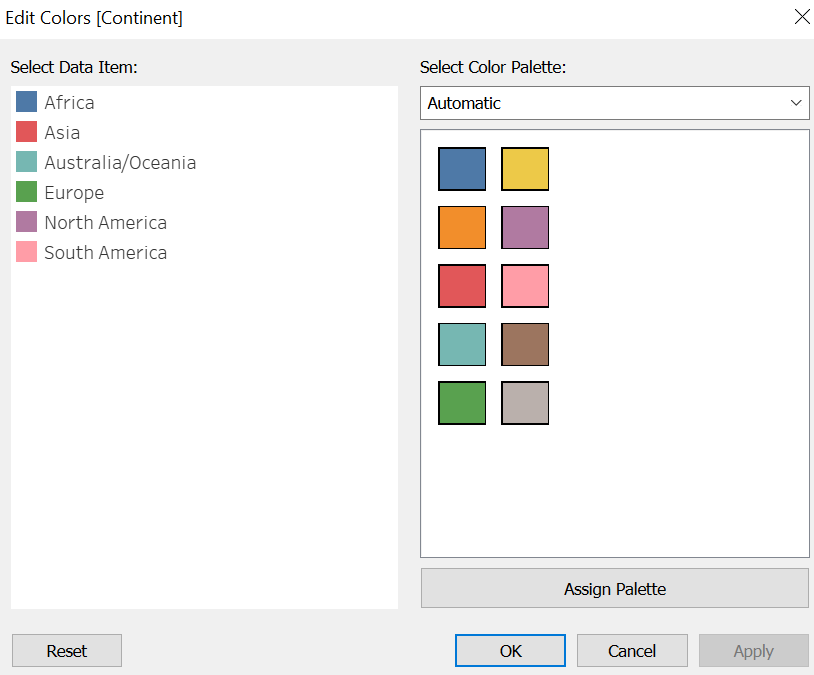 Edit Colors [Continent]
Select Data Item:
Africa
Asia
Australia/Oceania
Europe
North America
South America
Select Color Palette:
Automatic
Assign Palette
Reset
OK
Cancel
Apply